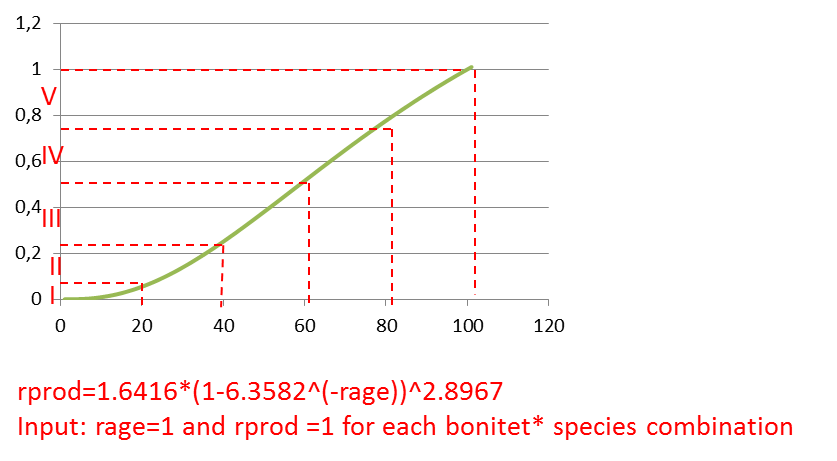 1,2
1
V
0,8
0,6 IV
0,4
III
0,2
II
0 I
0 20 40 60 80 100 120
rprod=1.6416*(1-6.3582^(-rage))^2.8967
Input: rage=1 and rprod =1 for each bonitet* species combination